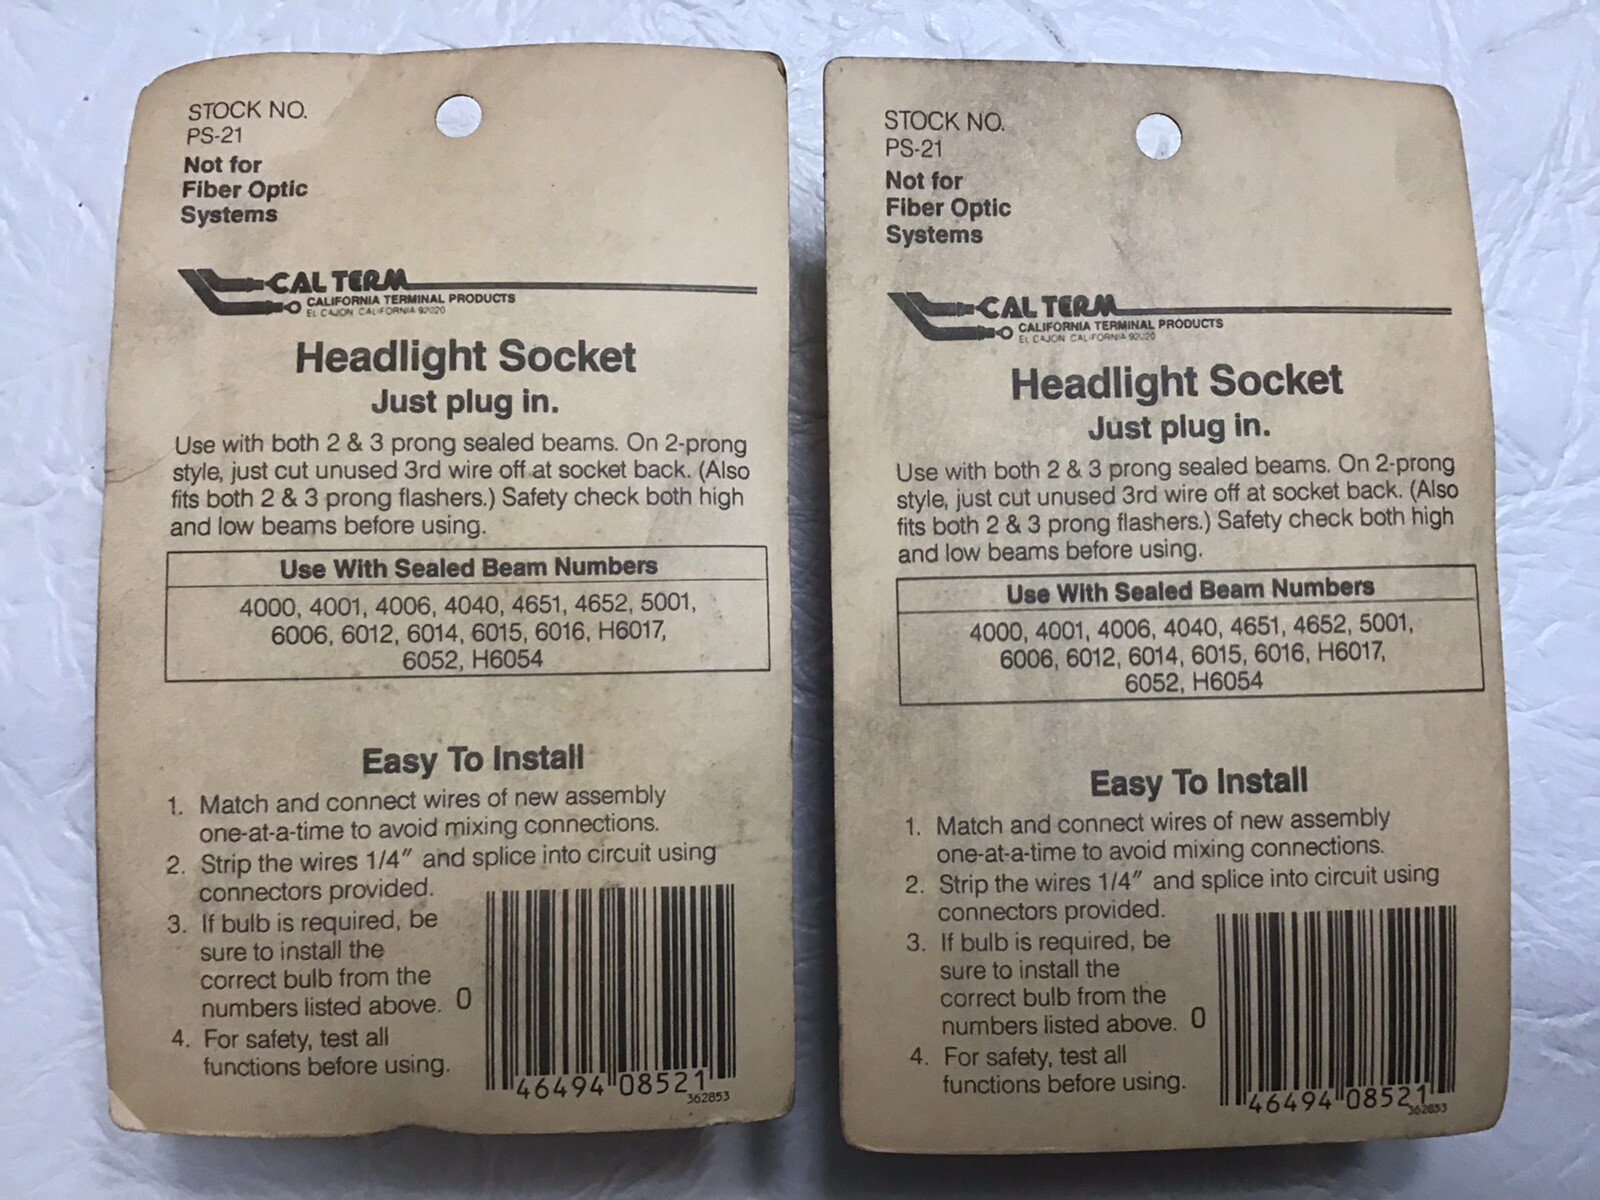 STOCK NO.
PS-21
Not for
Fiber Optic
Systems
CAL TERM
CALIFORNIA TERMINAL PRODUCTS
EL CAJON CALIFORNIA 92020
Headlight Socket
Just plug in.
Use with both 2 & 3 prong sealed beams. On 2-prong
style, just cut unused 3rd wire off at socket back. (Also
fits both 2 & 3 prong flashers.) Safety check both high
and low beams before using.
Use With Sealed Beam Numbers
4000, 4001, 4006, 4040, 4651, 4652, 5001,
6006, 6012, 6014, 6015, 6016, H6017,
6052, H6054
Easy To Install
1. Match and connect wires of new assembly
one-at-a-time to avoid mixing connections.
2. Strip the wires 1/4" and splice into circuit using
connectors provided.
3. If bulb is required, be
sure to install the
correct bulb from the
numbers listed above.
4. For safety, test all
functions before using.
0 46494 08521
362853
STOCK NO.
PS-21
Not for
Fiber Optic
Systems
CAL TERM
CALIFORNIA TERMINAL PRODUCTS
EL CAJON CALIFORNIA 92020
Headlight Socket
Just plug in.
Use with both 2 & 3 prong sealed beams. On 2-prong
style, just cut unused 3rd wire off at socket back. (Also
fits both 2 & 3 prong flashers.) Safety check both high
and low beams before using.
Use With Sealed Beam Numbers
4000, 4001, 4006, 4040, 4651, 4652, 5001,
6006, 6012, 6014, 6015, 6016, H6017,
6052, H6054
Easy To Install
1. Match and connect wires of new assembly
one-at-a-time to avoid mixing connections.
2. Strip the wires 1/4" and splice into circuit using
connectors provided.
3. If bulb is required, be
sure to install the
correct bulb from the
numbers listed above.
4. For safety, test all
functions before using.
0 46494 08521
362853